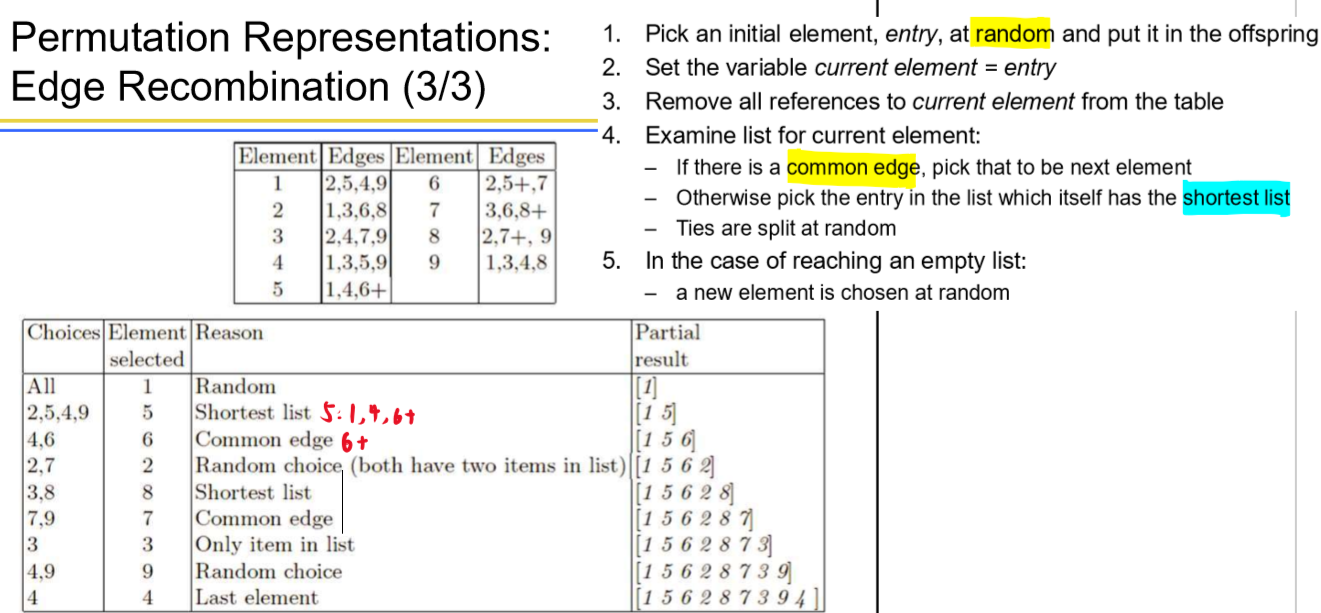 Permutation Representations:
Edge Recombination (3/3)
1. Pick an initial element, entry, at random and put it in the offspring
2. Set the variable current element = entry
3. Remove all references to current element from the table
4. Examine list for current element:
– If there is a common edge, pick that to be next element
– Otherwise pick the entry in the list which itself has the shortest list
– Ties are split at random
5. In the case of reaching an empty list:
– a new element is chosen at random
Element Edges Element Edges
1 2,5,4,9 6 2,5+,7
2 1,3,6,8 7 3,6,8+
3 2,4,7,9 8 2,7+, 9
4 1,3,5,9 9 1,3,4,8
5 1,4,6+
Choices Element Reason Partial
selected result
All 1 Random [1]
2,5,4,9 5 Shortest list 5: 1,4,6+ [1 5]
4,6 6 Common edge 6+ [1 5 6]
2,7 2 Random choice (both have two items in list) [1 5 6 2]
3,8 8 Shortest list [1 5 6 2 8]
7,9 7 Common edge [1 5 6 2 8 7]
3 3 Only item in list [1 5 6 2 8 7 3]
4,9 9 Random choice [1 5 6 2 8 7 3 9]
4 4 Last element [1 5 6 2 8 7 3 9 4 ]